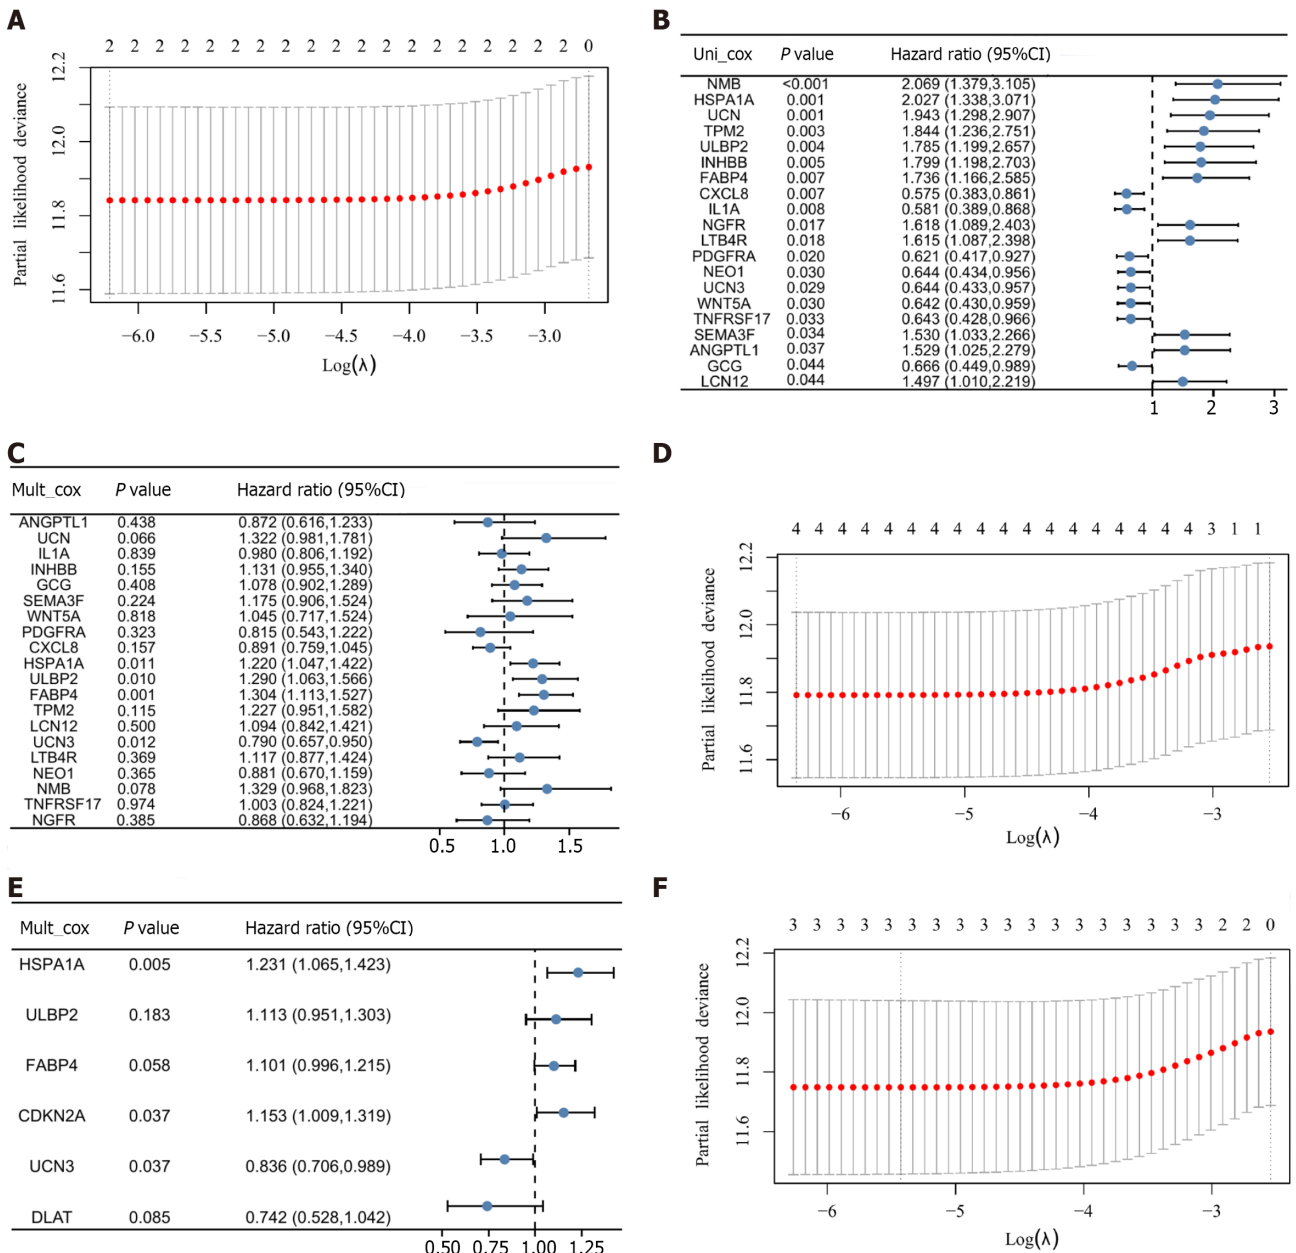 A
2 2 2 2 2 2 2 2 2 2 2 2 2 2 2 2 2 2 2 0
Partial likelihood deviance
12.2
12.0
11.8
11.6
−6.0 −5.5 −5.0 −4.5 −4.0 −3.5 −3.0
Log(λ)
B
Uni_cox P value Hazard ratio (95%CI)
NMB <0.001 2.069 (1.379,3.105)
HSPA1A 0.001 2.027 (1.338,3.071)
UCN 0.001 1.943 (1.298,2.907)
TPM2 0.003 1.844 (1.236,2.751)
ULBP2 0.004 1.785 (1.199,2.657)
INHBB 0.005 1.799 (1.198,2.703)
FABP4 0.007 1.736 (1.166,2.585)
CXCL8 0.007 0.575 (0.383,0.861)
IL1A 0.008 0.581 (0.389,0.868)
NGFR 0.017 1.618 (1.089,2.403)
LTB4R 0.018 1.615 (1.087,2.398)
PDGFRA 0.020 0.621 (0.417,0.927)
NEO1 0.030 0.644 (0.434,0.956)
UCN3 0.029 0.644 (0.433,0.957)
WNT5A 0.030 0.642 (0.430,0.959)
TNFRSF17 0.033 0.643 (0.428,0.966)
SEMA3F 0.034 1.530 (1.033,2.266)
ANGPTL1 0.037 1.529 (1.025,2.279)
GCG 0.044 0.666 (0.449,0.989)
LCN12 0.044 1.497 (1.010,2.219)
1 2 3
C
Mult_cox P value Hazard ratio (95%CI)
ANGPTL1 0.438 0.872 (0.616,1.233)
UCN 0.066 1.322 (0.981,1.781)
IL1A 0.839 0.980 (0.806,1.192)
INHBB 0.155 1.131 (0.955,1.340)
GCG 0.408 1.078 (0.902,1.289)
SEMA3F 0.224 1.175 (0.906,1.524)
WNT5A 0.818 1.045 (0.717,1.524)
PDGFRA 0.323 0.815 (0.543,1.222)
CXCL8 0.157 0.891 (0.759,1.045)
HSPA1A 0.011 1.220 (1.047,1.422)
ULBP2 0.010 1.290 (1.063,1.566)
FABP4 0.001 1.304 (1.113,1.527)
TPM2 0.115 1.227 (0.951,1.582)
LCN12 0.500 1.094 (0.842,1.421)
UCN3 0.012 0.790 (0.657,0.950)
LTB4R 0.369 1.117 (0.877,1.424)
NEO1 0.365 0.881 (0.670,1.159)
NMB 0.078 1.329 (0.968,1.823)
TNFRSF17 0.974 1.003 (0.824,1.221)
NGFR 0.385 0.868 (0.632,1.194)
0.5 1.0 1.5
D
4 4 4 4 4 4 4 4 4 4 4 4 4 4 4 4 4 3 1 1
Partial likelihood deviance
12.2
12.0
11.8
11.6
−6 −5 −4 −3
Log(λ)
E
Mult_cox P value Hazard ratio (95%CI)
HSPA1A 0.005 1.231 (1.065,1.423)
ULBP2 0.183 1.113 (0.951,1.303)
FABP4 0.058 1.101 (0.996,1.215)
CDKN2A 0.037 1.153 (1.009,1.319)
UCN3 0.037 0.836 (0.706,0.989)
DLAT 0.085 0.742 (0.528,1.042)
0.50 0.75 1.00 1.25
F
3 3 3 3 3 3 3 3 3 3 3 3 3 3 3 3 3 2 2 0
Partial likelihood deviance
12.2
12.0
11.8
11.6
−6 −5 −4 −3
Log(λ)